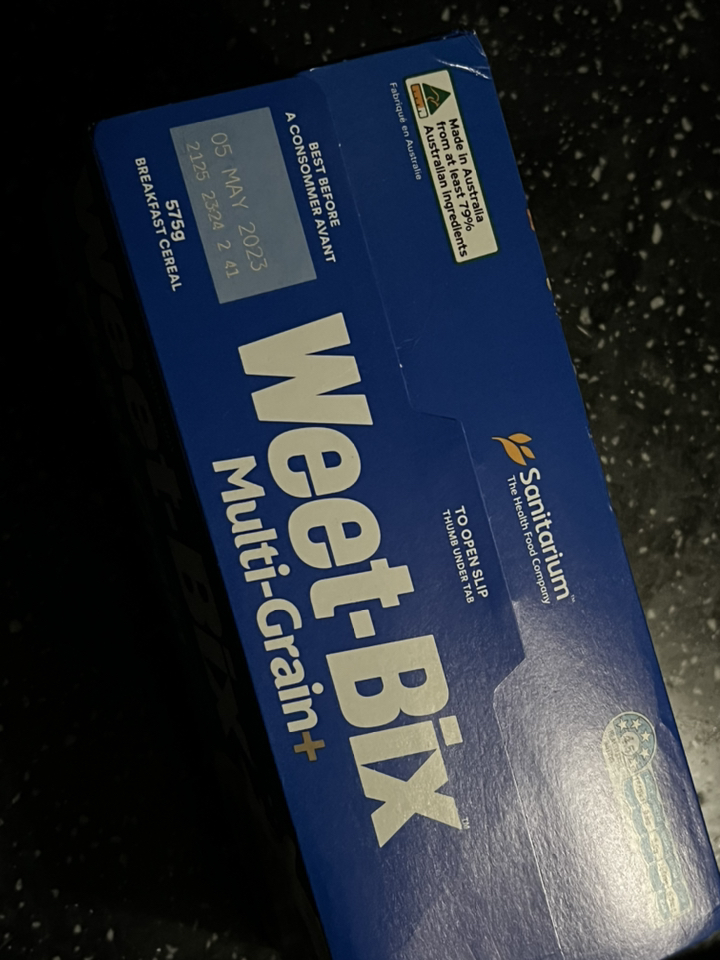 Made in Australia
from at least 79%
Australian ingredients
Fabriqué en Australie
BEST BEFORE
A CONSOMMER AVANT
05 MAY 2023
2125 2324 2 41
575g
BREAKFAST CEREAL
Sanitarium™
The Health Food Company
TO OPEN SLIP
THUMB UNDER TAB
Weet-Bix™
Multi-Grain+